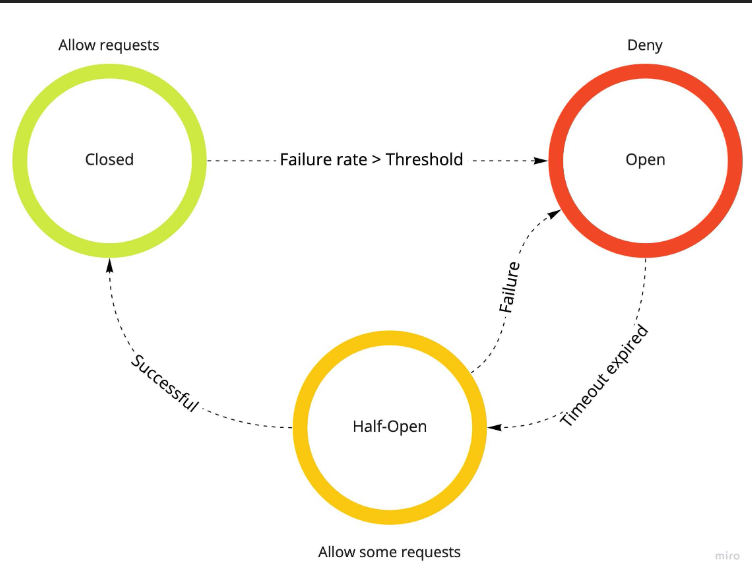 Allow requests
Deny
Closed
Failure rate > Threshold
Open
Failure
Timeout expired
Successful
Half-Open
Allow some requests
miro